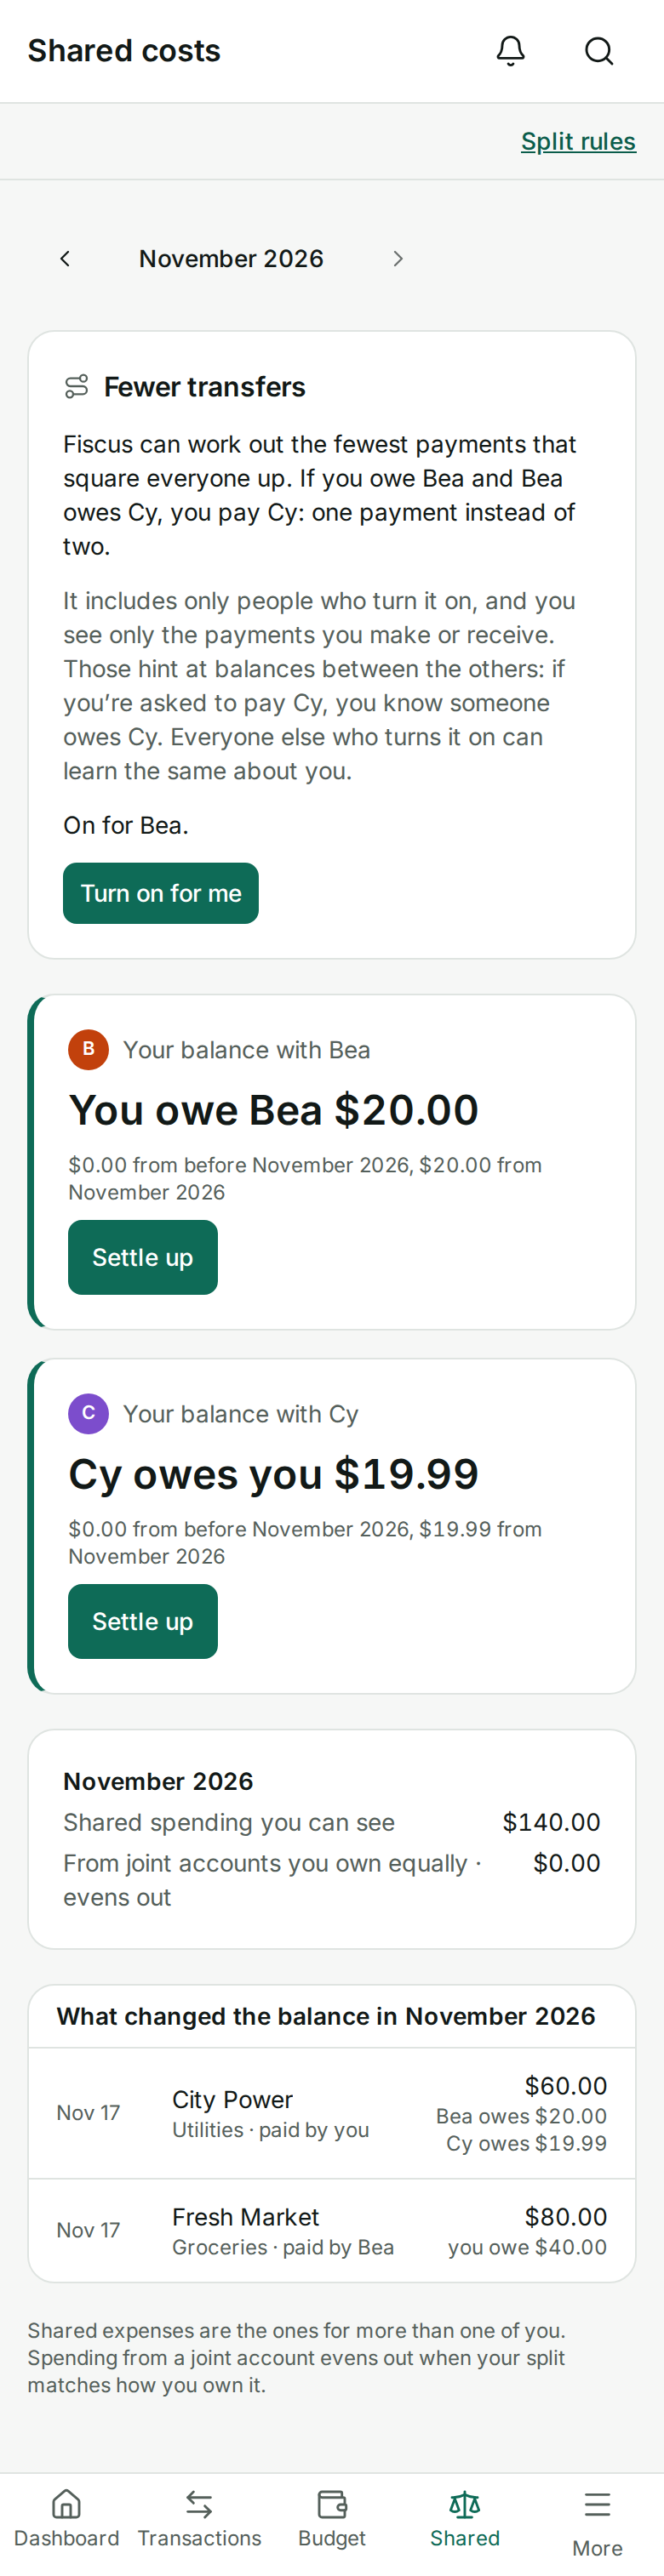 Shared costs
Split rules
November 2026
Fewer transfers
Fiscus can work out the fewest payments that
square everyone up. If you owe Bea and Bea
owes Cy, you pay Cy: one payment instead of
two.
It includes only people who turn it on, and you
see only the payments you make or receive.
Those hint at balances between the others: if
you’re asked to pay Cy, you know someone
owes Cy. Everyone else who turns it on can
learn the same about you.
On for Bea.
Turn on for me
B
Your balance with Bea
You owe Bea $20.00
$0.00 from before November 2026, $20.00 from
November 2026
Settle up
C
Your balance with Cy
Cy owes you $19.99
$0.00 from before November 2026, $19.99 from
November 2026
Settle up
November 2026
Shared spending you can see $140.00
From joint accounts you own equally · $0.00
evens out
What changed the balance in November 2026
Nov 17
City Power
Utilities · paid by you
$60.00
Bea owes $20.00
Cy owes $19.99
Nov 17
Fresh Market
Groceries · paid by Bea
$80.00
you owe $40.00
Shared expenses are the ones for more than one of you.
Spending from a joint account evens out when your split
matches how you own it.
Dashboard
Transactions
Budget
Shared
More